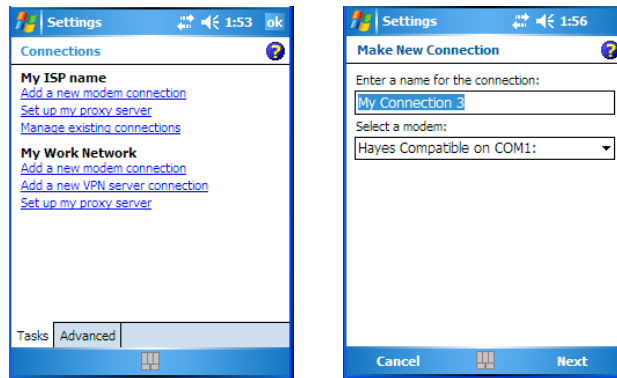 Settings 1:53 ok
Connections ?
My ISP name
Add a new modem connection
Set up my proxy server
Manage existing connections
My Work Network
Add a new modem connection
Add a new VPN server connection
Set up my proxy server
Tasks Advanced
Settings 1:56
Make New Connection ?
Enter a name for the connection:
My Connection 3
Select a modem:
Hayes Compatible on COM1:
Cancel Next